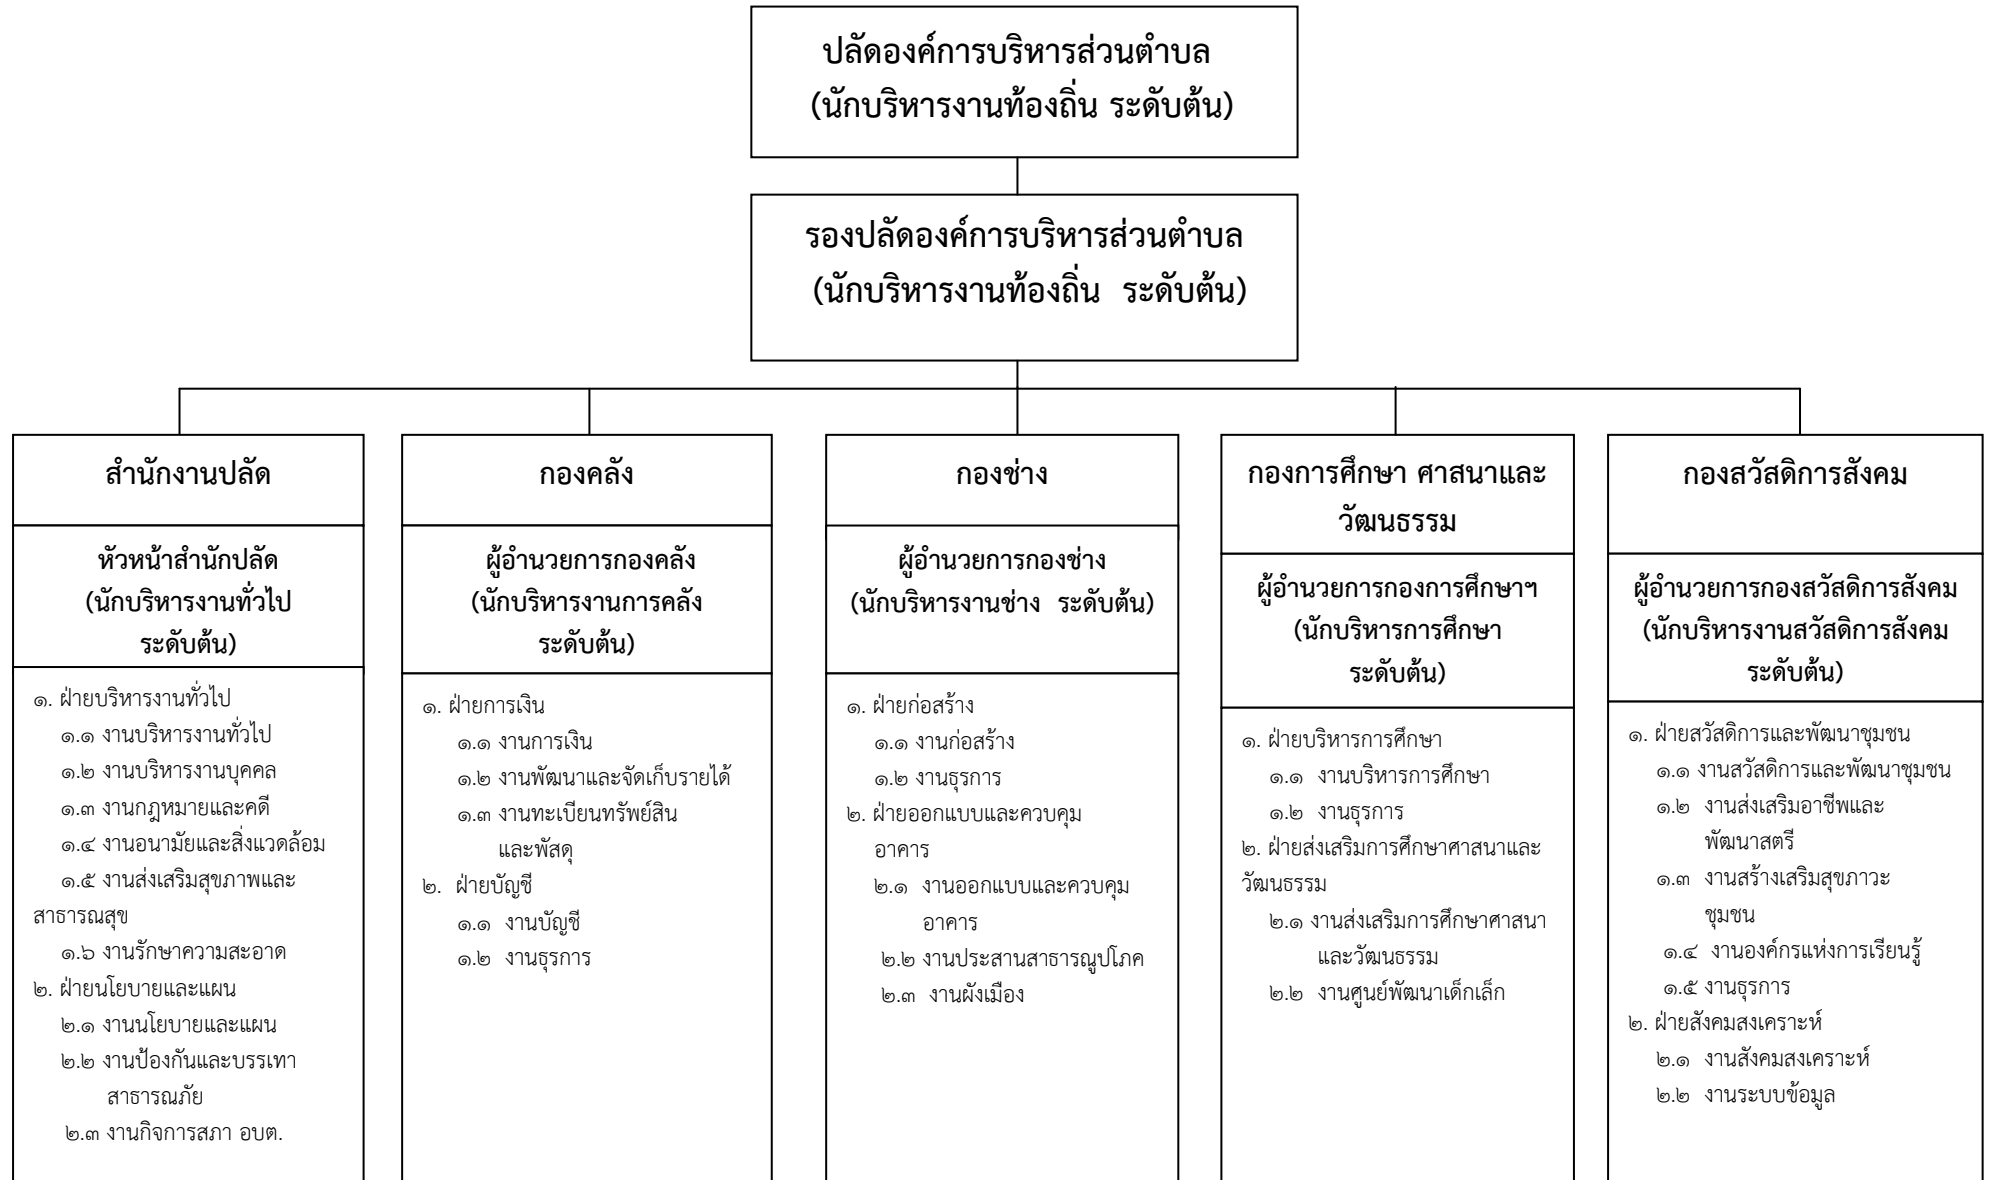 ปลัดองค์การบริหารส่วนตำบล
(นักบริหารงานท้องถิ่น ระดับต้น)
รองปลัดองค์การบริหารส่วนตำบล
(นักบริหารงานท้องถิ่น ระดับต้น)
สำนักงานปลัด
หัวหน้าสำนักปลัด
(นักบริหารงานทั่วไป
ระดับต้น)
๑. ฝ่ายบริหารงานทั่วไป
๑.๑ งานบริหารงานทั่วไป
๑.๒ งานบริหารงานบุคคล
๑.๓ งานกฎหมายและคดี
๑.๔ งานอนามัยและสิ่งแวดล้อม
๑.๕ งานส่งเสริมสุขภาพและ
สาธารณสุข
๑.๖ งานรักษาความสะอาด
๒. ฝ่ายนโยบายและแผน
๒.๑ งานนโยบายและแผน
๒.๒ งานป้องกันและบรรเทา
สาธารณภัย
๒.๓ งานกิจการสภา อบต.
กองคลัง
ผู้อำนวยการกองคลัง
(นักบริหารงานการคลัง
ระดับต้น)
๑. ฝ่ายการเงิน
๑.๑ งานการเงิน
๑.๒ งานพัฒนาและจัดเก็บรายได้
๑.๓ งานทะเบียนทรัพย์สิน
และพัสดุ
๒. ฝ่ายบัญชี
๑.๑ งานบัญชี
๑.๒ งานธุรการ
กองช่าง
ผู้อำนวยการกองช่าง
(นักบริหารงานช่าง ระดับต้น)
๑. ฝ่ายก่อสร้าง
๑.๑ งานก่อสร้าง
๑.๒ งานธุรการ
๒. ฝ่ายออกแบบและควบคุม
อาคาร
๒.๑ งานออกแบบและควบคุม
อาคาร
๒.๒ งานประสานสาธารณูปโภค
๒.๓ งานผังเมือง
กองการศึกษา ศาสนาและ
วัฒนธรรม
ผู้อำนวยการกองการศึกษาฯ
(นักบริหารการศึกษา
ระดับต้น)
๑. ฝ่ายบริหารการศึกษา
๑.๑ งานบริหารการศึกษา
๑.๒ งานธุรการ
๒. ฝ่ายส่งเสริมการศึกษาศาสนาและ
วัฒนธรรม
๒.๑ งานส่งเสริมการศึกษาศาสนา
และวัฒนธรรม
๒.๒ งานศูนย์พัฒนาเด็กเล็ก
กองสวัสดิการสังคม
ผู้อำนวยการกองสวัสดิการสังคม
(นักบริหารงานสวัสดิการสังคม
ระดับต้น)
๑. ฝ่ายสวัสดิการและพัฒนาชุมชน
๑.๑ งานสวัสดิการและพัฒนาชุมชน
๑.๒ งานส่งเสริมอาชีพและ
พัฒนาสตรี
๑.๓ งานสร้างเสริมสุขภาวะ
ชุมชน
๑.๔ งานองค์กรแห่งการเรียนรู้
๑.๕ งานธุรการ
๒. ฝ่ายสังคมสงเคราะห์
๒.๑ งานสังคมสงเคราะห์
๒.๒ งานระบบข้อมูล